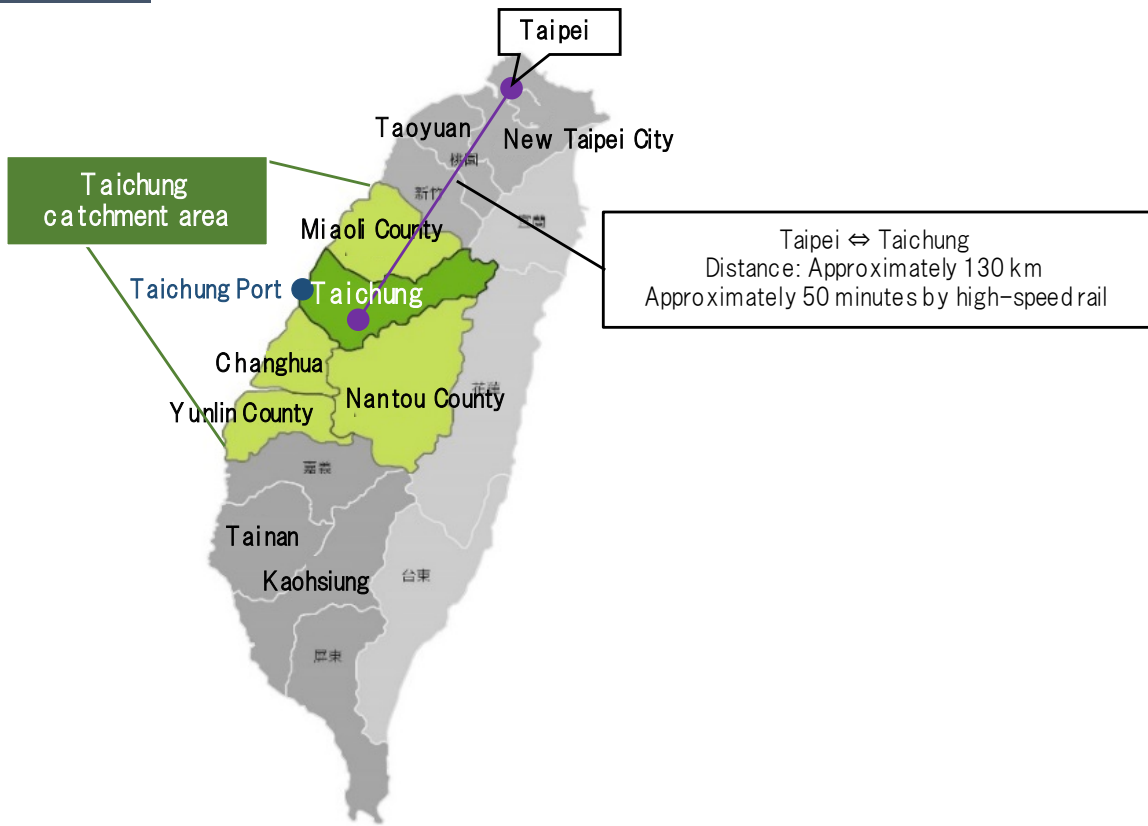 Taipei
Taoyuan
New Taipei City
桃園
Taichung
catchment area
新竹
宜蘭
Miaoli County
Taipei ⇔ Taichung
Distance: Approximately 130 km
Approximately 50 minutes by high-speed rail
Taichung Port
Taichung
Changhua
花蓮
Nantou County
Yunlin County
嘉義
Tainan
Kaohsiung
台東
屏東